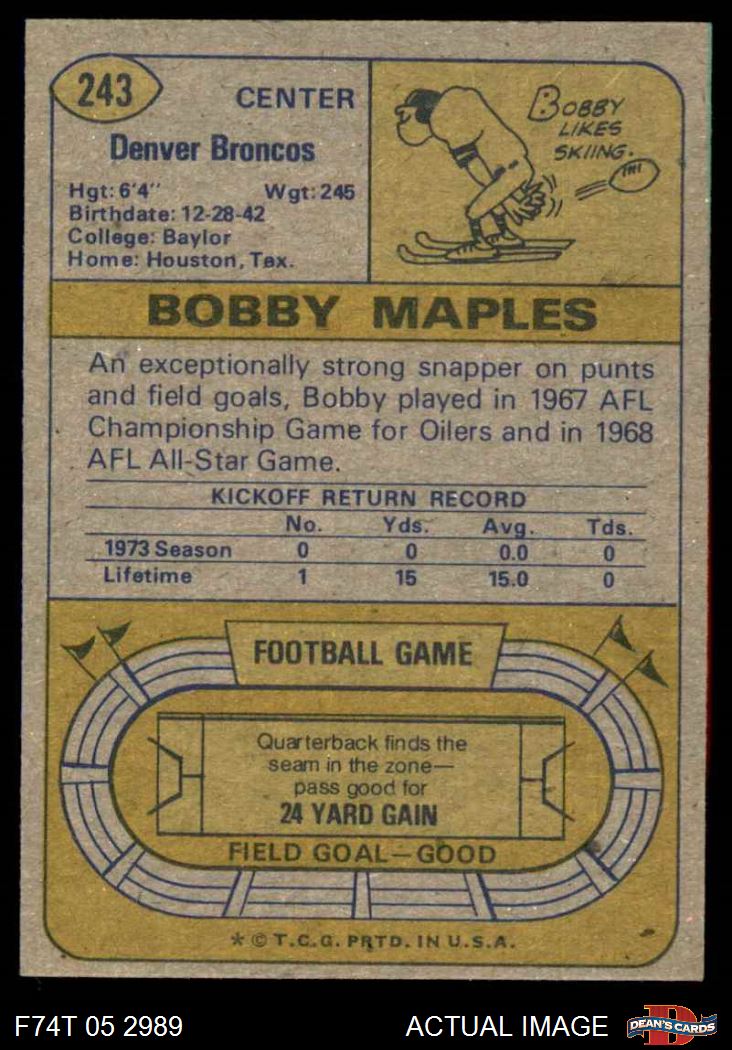 243
CENTER
Denver Broncos
Hgt: 6'4" Wgt: 245
Birthdate: 12-28-42
College: Baylor
Home: Houston, Tex.
BOBBY
LIKES
SKIING.
BOBBY MAPLES
An exceptionally strong snapper on punts
and field goals, Bobby played in 1967 AFL
Championship Game for Oilers and in 1968
AFL All-Star Game.
KICKOFF RETURN RECORD
No. Yds. Avg. Tds.
1973 Season 0 0 0.0 0
Lifetime 1 15 15.0 0
FOOTBALL GAME
Quarterback finds the
seam in the zone—
pass good for
24 YARD GAIN
FIELD GOAL—GOOD
* © T.C.G. PRTD. IN U.S.A.
F74T 05 2989 ACTUAL IMAGE
D
DEAN'S CARDS